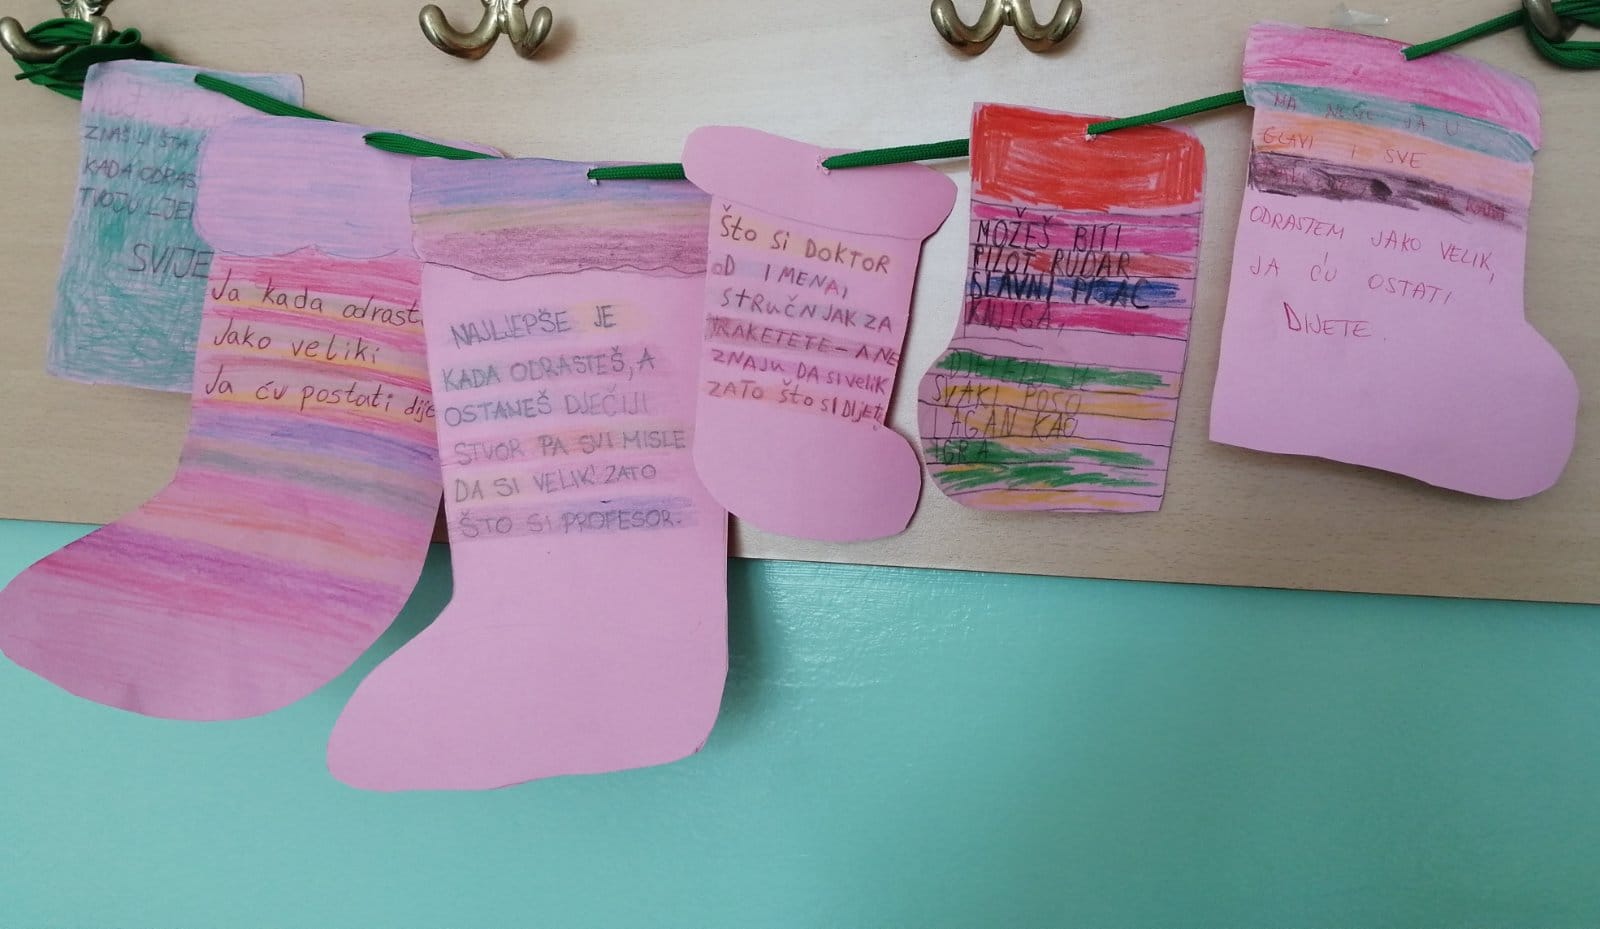 ZNAŠ LI ŠTA
KADA ODRAS
TVOJU LJE
SVIJE
Ja kada odrast
Jako veliki
Ja ću postati dije
NAJLJEPŠE JE
KADA ODRASTEŠ, A
OSTANEŠ DJEČIJI
STVOR PA SVI MISLE
DA SI VELIK ZATO
ŠTO SI PROFESOR.
ŠTO SI DOKTOR
OD IMENA,
STRUČNJAK ZA
RAKETETE - A NE
ZNAJU DA SI VELIK
ZATO ŠTO SI DIJETE
MOŽEŠ BITI
PILOT RUDAR
SLAVNI PISAC
KNJIGA,
DJETETU JE
SVAKI POSO
LAGAN KAO
IGRA
MA NEGE JA U
GLAVI I SVE
KADA
ODRASTEM JAKO VELIK,
JA ĆU OSTATI
DIJETE.